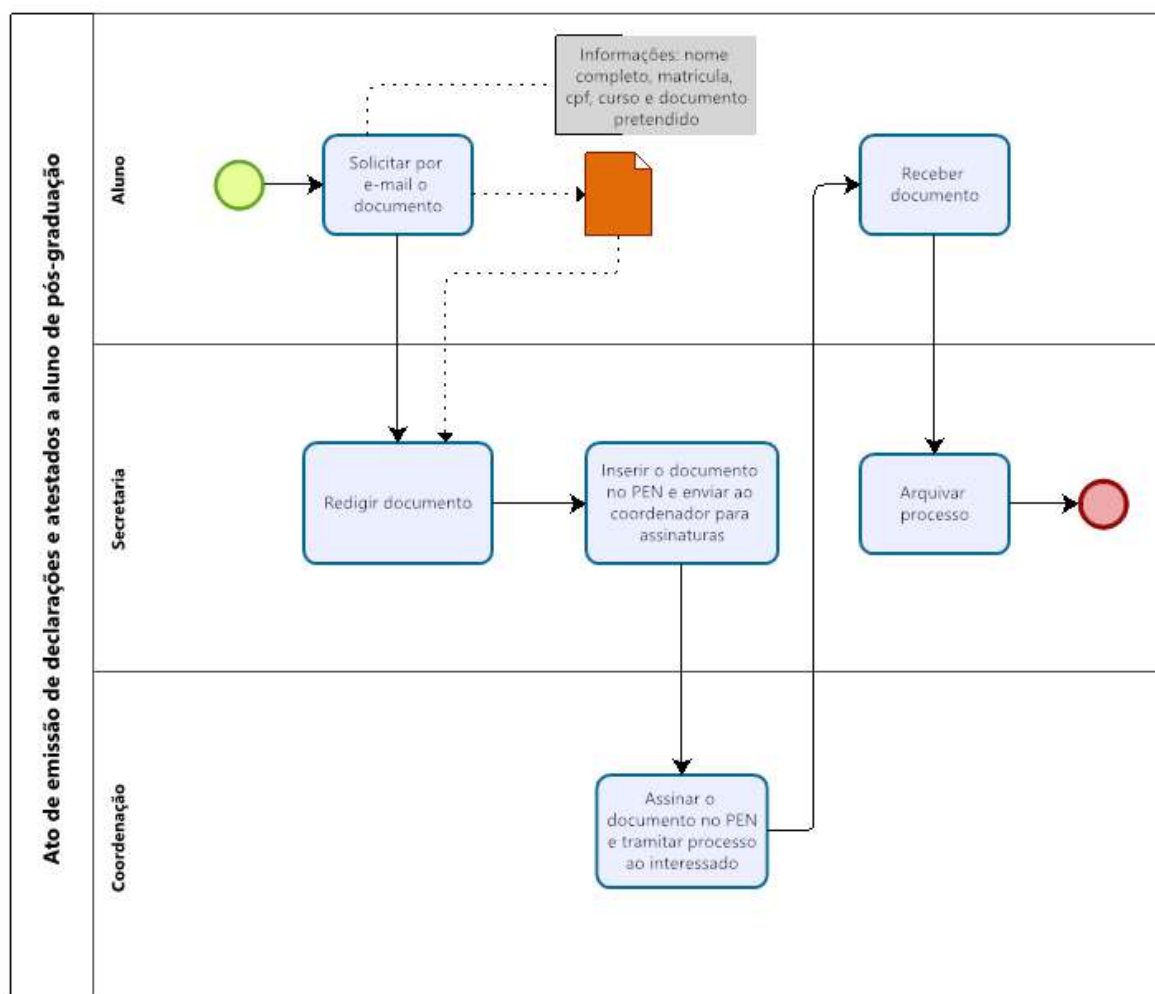 Ato de emissão de declarações e atestados a aluno de pós-graduação
Aluno
Informações: nome
completo, matricula,
cpf, curso e documento
pretendido
Solicitar por
e-mail o
documento
Receber
documento
Secretaria
Redigir documento
Inserir o documento
no PEN e enviar ao
coordenador para
assinaturas
Arquivar
processo
Coordenação
Assinar o
documento no PEN
e tramitar processo
ao interessado